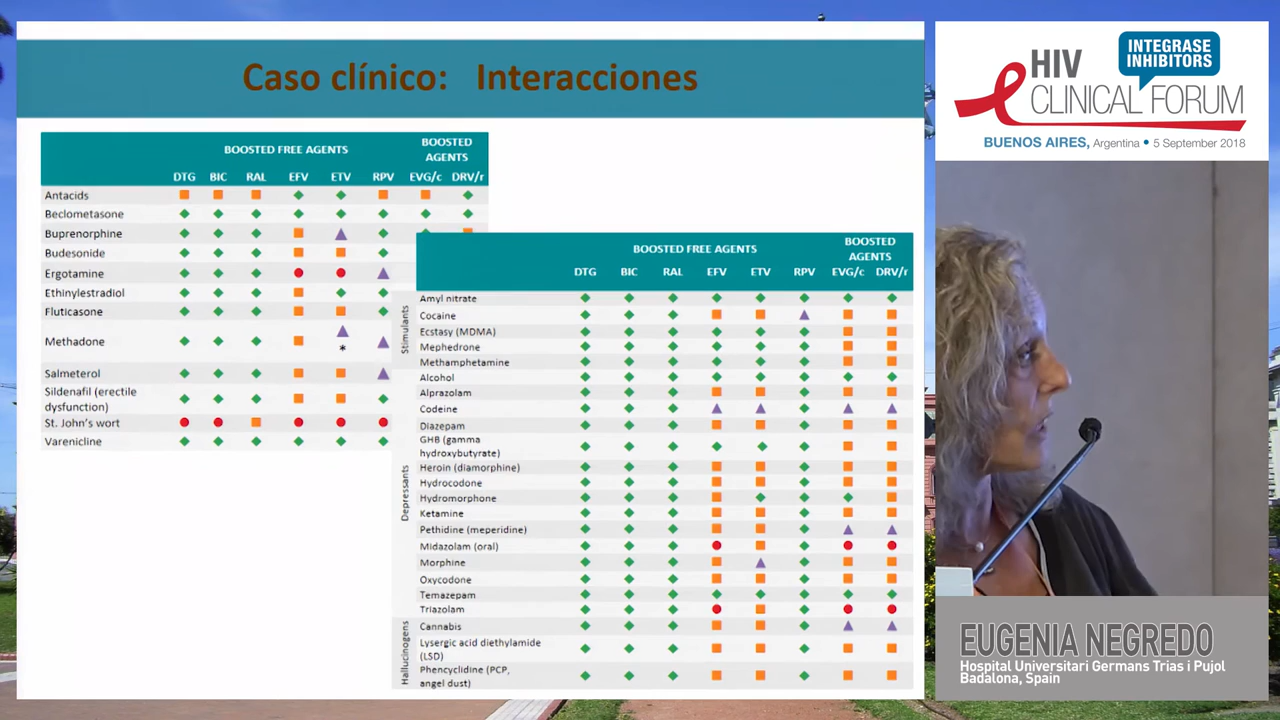 Caso clínico: Interacciones
BOOSTED FREE AGENTS
BOOSTED AGENTS
DTG BIC RAL EFV ETV RPV EVG/c DRV/r
Antacids
Beclometasone
Buprenorphine
Budesonide
Ergotamine
Ethinylestradiol
Fluticasone
Methadone
*
Salmeterol
Sildenafil (erectile
dysfunction)
St. John's wort
Varenicline
BOOSTED FREE AGENTS
BOOSTED
AGENTS
DTG BIC RAL EFV ETV RPV EVG/c DRV/r
Stimulants
Amyl nitrate
Cocaine
Ecstasy (MDMA)
Mephedrone
Methamphetamine
Depressants
Alcohol
Alprazolam
Codeine
Diazepam
GHB (gamma
hydroxybutyrate)
Heroin (diamorphine)
Hydrocodone
Hydromorphone
Ketamine
Pethidine (meperidine)
Midazolam (oral)
Morphine
Oxycodone
Temazepam
Triazolam
Hallucinogens
Cannabis
Lysergic acid diethylamide
(LSD)
Phencyclidine (PCP,
angel dust)
HIV
INTEGRASE
INHIBITORS
CLINICAL FORUM
BUENOS AIRES, Argentina • 5 September 2018
EUGENIA NEGREDO
Hospital Universitari Germans Trias i Pujol
Badalona, Spain